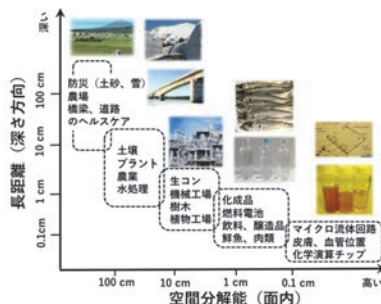 深い
長距離（深さ方向）
100 cm
10 cm
1 cm
0.1cm
防災（土砂、雪）
農場
橋梁、道路
のヘルスケア
土壌
プラント
農業
水処理
生コン
機械工場
樹木
植物工場
化成品
燃料電池
飲料、醸造品
鮮魚、肉類
マイクロ流体回路
皮膚、血管位置
化学演算チップ
100 cm
10 cm
1 cm
0.1 cm
高い
空間分解能（面内）